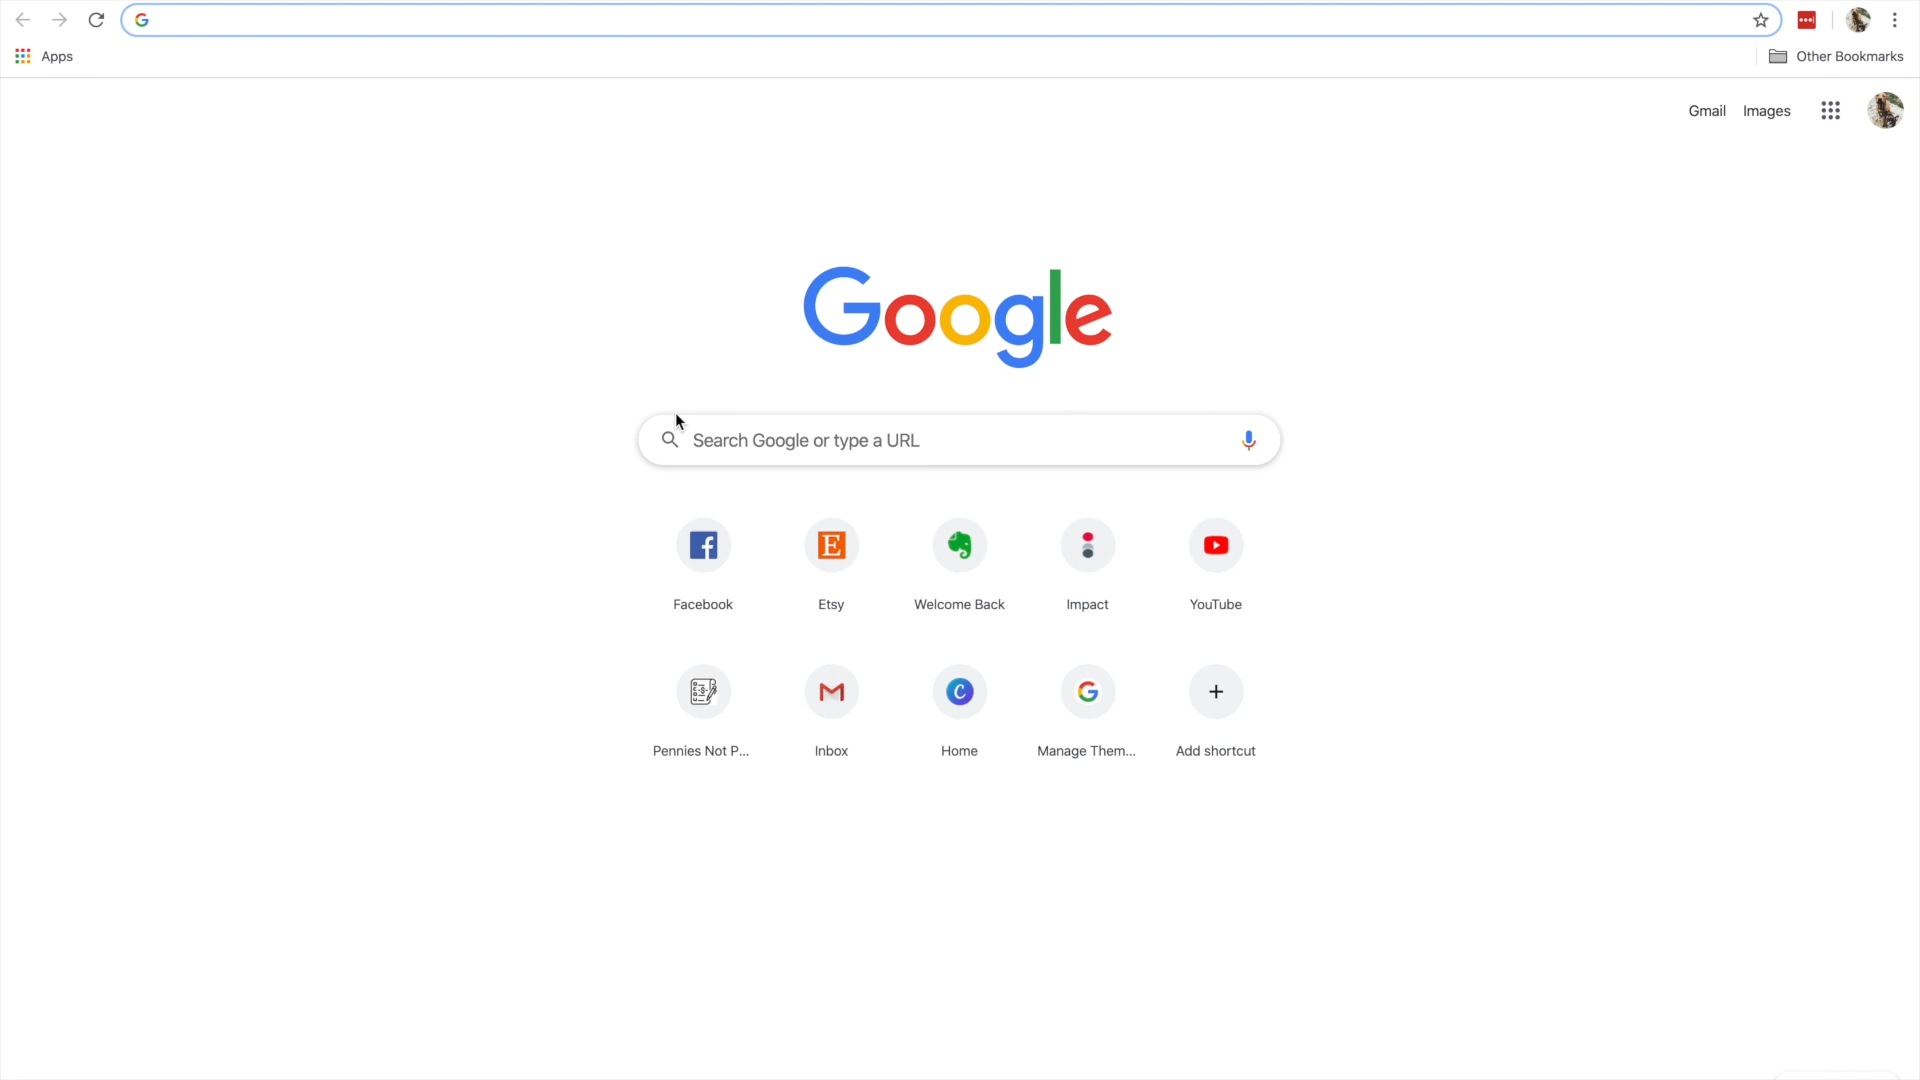 Apps
Other Bookmarks
Gmail Images
Google
Search Google or type a URL
Facebook Etsy Welcome Back Impact YouTube
Pennies Not P... Inbox Home Manage Them... Add shortcut